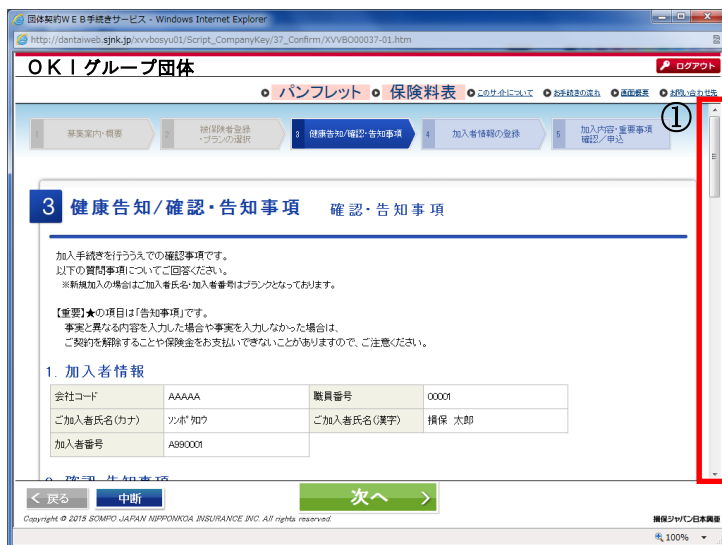 団体契約ＷＥＢ手続きサービス - Windows Internet Explorer
http://dantaiweb.sjnk.jp/xvvbosyu01/Script_CompanyKey/37_Confirm/XVVBO00037-01.htm
ＯＫＩグループ団体
ログアウト
パンフレット 保険料表 このサイトについて お手続きの流れ 画面概要 お問い合わせ先
①
1 募集案内・概要
2 被保険者登録・プランの選択
3 健康告知/確認・告知事項
4 加入者情報の登録
5 加入内容・重要事項確認／申込
3 健康告知/確認・告知事項 確認・告知事項
加入手続きを行ううえでの確認事項です。
以下の質問事項についてご回答ください。
※新規加入の場合はご加入者氏名・加入者番号はブランクとなっております。
【重要】★の項目は「告知事項」です。
事実と異なる内容を入力した場合や事実を入力しなかった場合は、
ご契約を解除することや保険金をお支払いできないことがありますので、ご注意ください。
1. 加入者情報
会社コード AAAAA 職員番号 00001
ご加入者氏名(カナ) ソンポ タロウ ご加入者氏名(漢字) 損保 太郎
加入者番号 A990001
2. 確認・告知事項
< 戻る 中断 次へ >
Copyright © 2015 SOMPO JAPAN NIPPONKOA INSURANCE INC. All rights reserved.
損保ジャパン日本興亜
100%